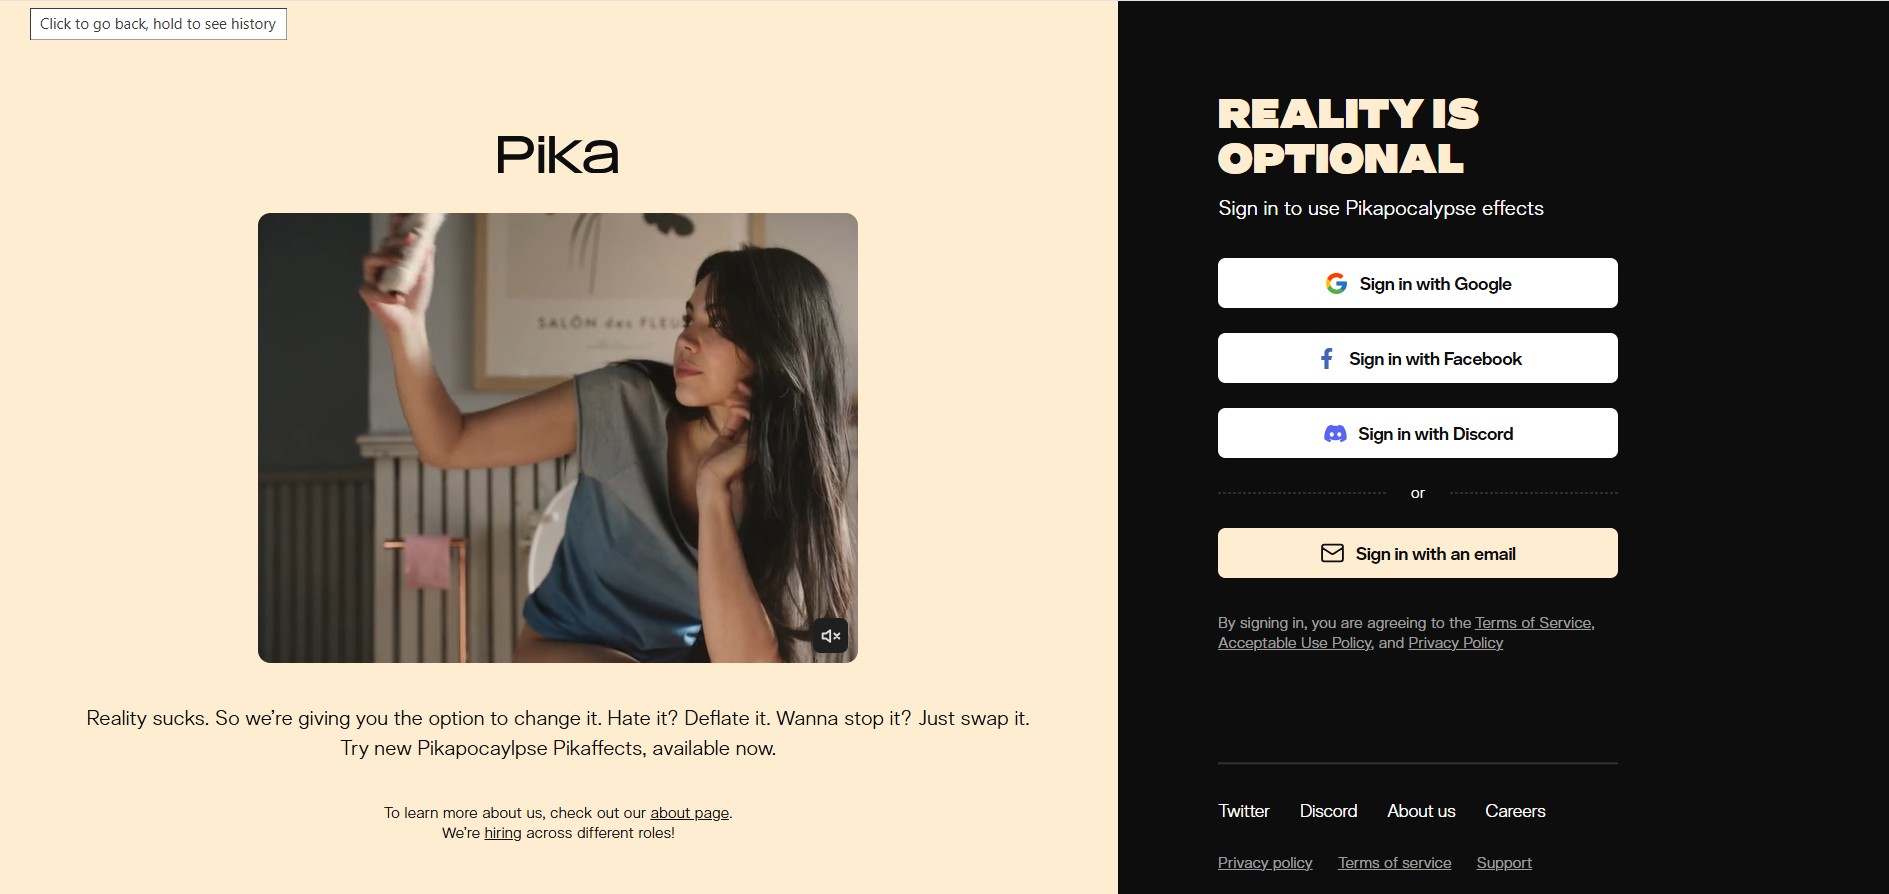 Click to go back, hold to see history
Pika
SALÓN des FLEU
Reality sucks. So we’re giving you the option to change it. Hate it? Deflate it. Wanna stop it? Just swap it.
Try new Pikapocaylpse Pikaffects, available now.
To learn more about us, check out our about page.
We’re hiring across different roles!
REALITY IS
OPTIONAL
Sign in to use Pikapocalypse effects
Sign in with Google
Sign in with Facebook
Sign in with Discord
or
Sign in with an email
By signing in, you are agreeing to the Terms of Service,
Acceptable Use Policy, and Privacy Policy
Twitter Discord About us Careers
Privacy policy Terms of service Support